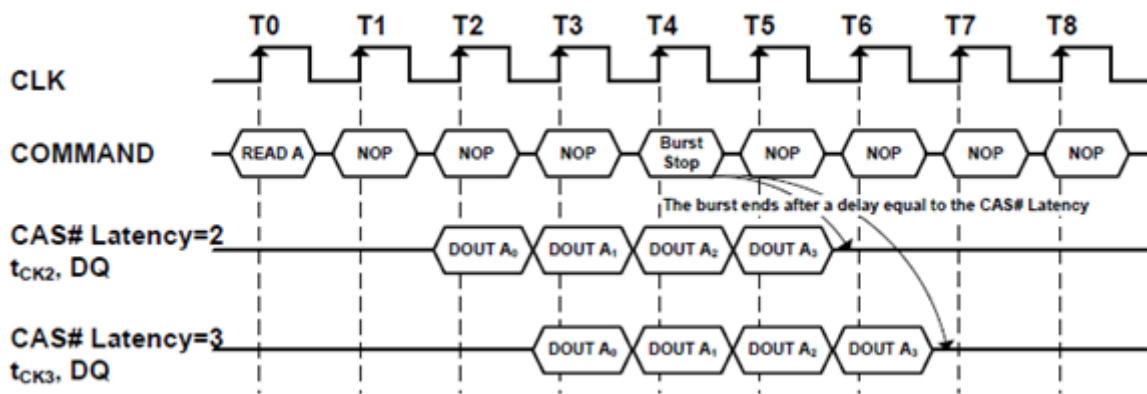 T0 T1 T2 T3 T4 T5 T6 T7 T8
CLK
COMMAND READ A NOP NOP NOP Burst Stop NOP NOP NOP NOP
The burst ends after a delay equal to the CAS# Latency
CAS# Latency=2
tCK2, DQ DOUT A0 DOUT A1 DOUT A2 DOUT A3
CAS# Latency=3
tCK3, DQ DOUT A0 DOUT A1 DOUT A2 DOUT A3